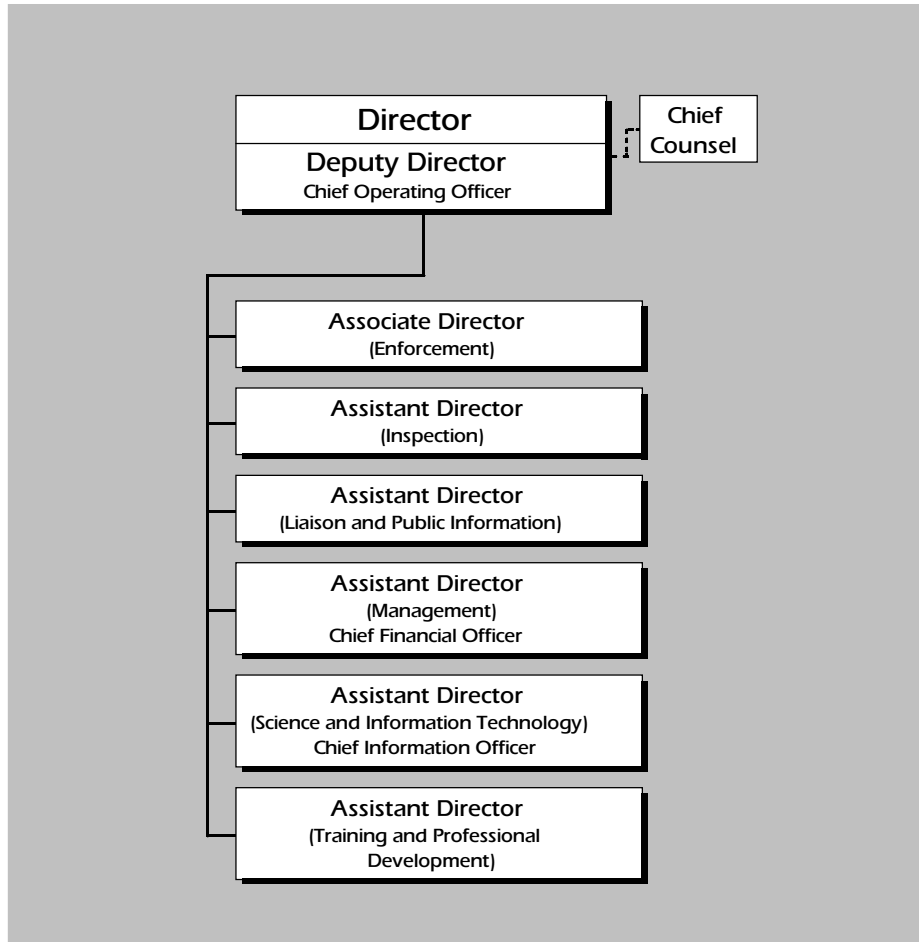 Director
Deputy Director
Chief Operating Officer
Chief
Counsel
Associate Director
(Enforcement)
Assistant Director
(Inspection)
Assistant Director
(Liaison and Public Information)
Assistant Director
(Management)
Chief Financial Officer
Assistant Director
(Science and Information Technology)
Chief Information Officer
Assistant Director
(Training and Professional
Development)